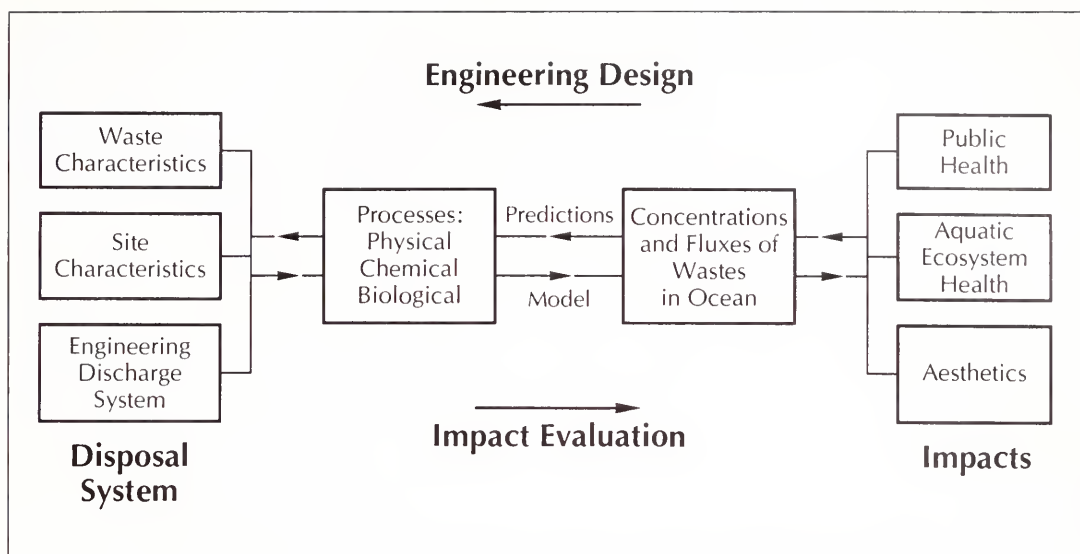 Engineering Design
Waste
Characteristics
Site
Characteristics
Engineering
Discharge
System
Disposal
System
Processes:
Physical
Chemical
Biological
Predictions
Model
Concentrations
and Fluxes of
Wastes
in Ocean
Impact Evaluation
Public
Health
Aquatic
Ecosystem
Health
Aesthetics
Impacts